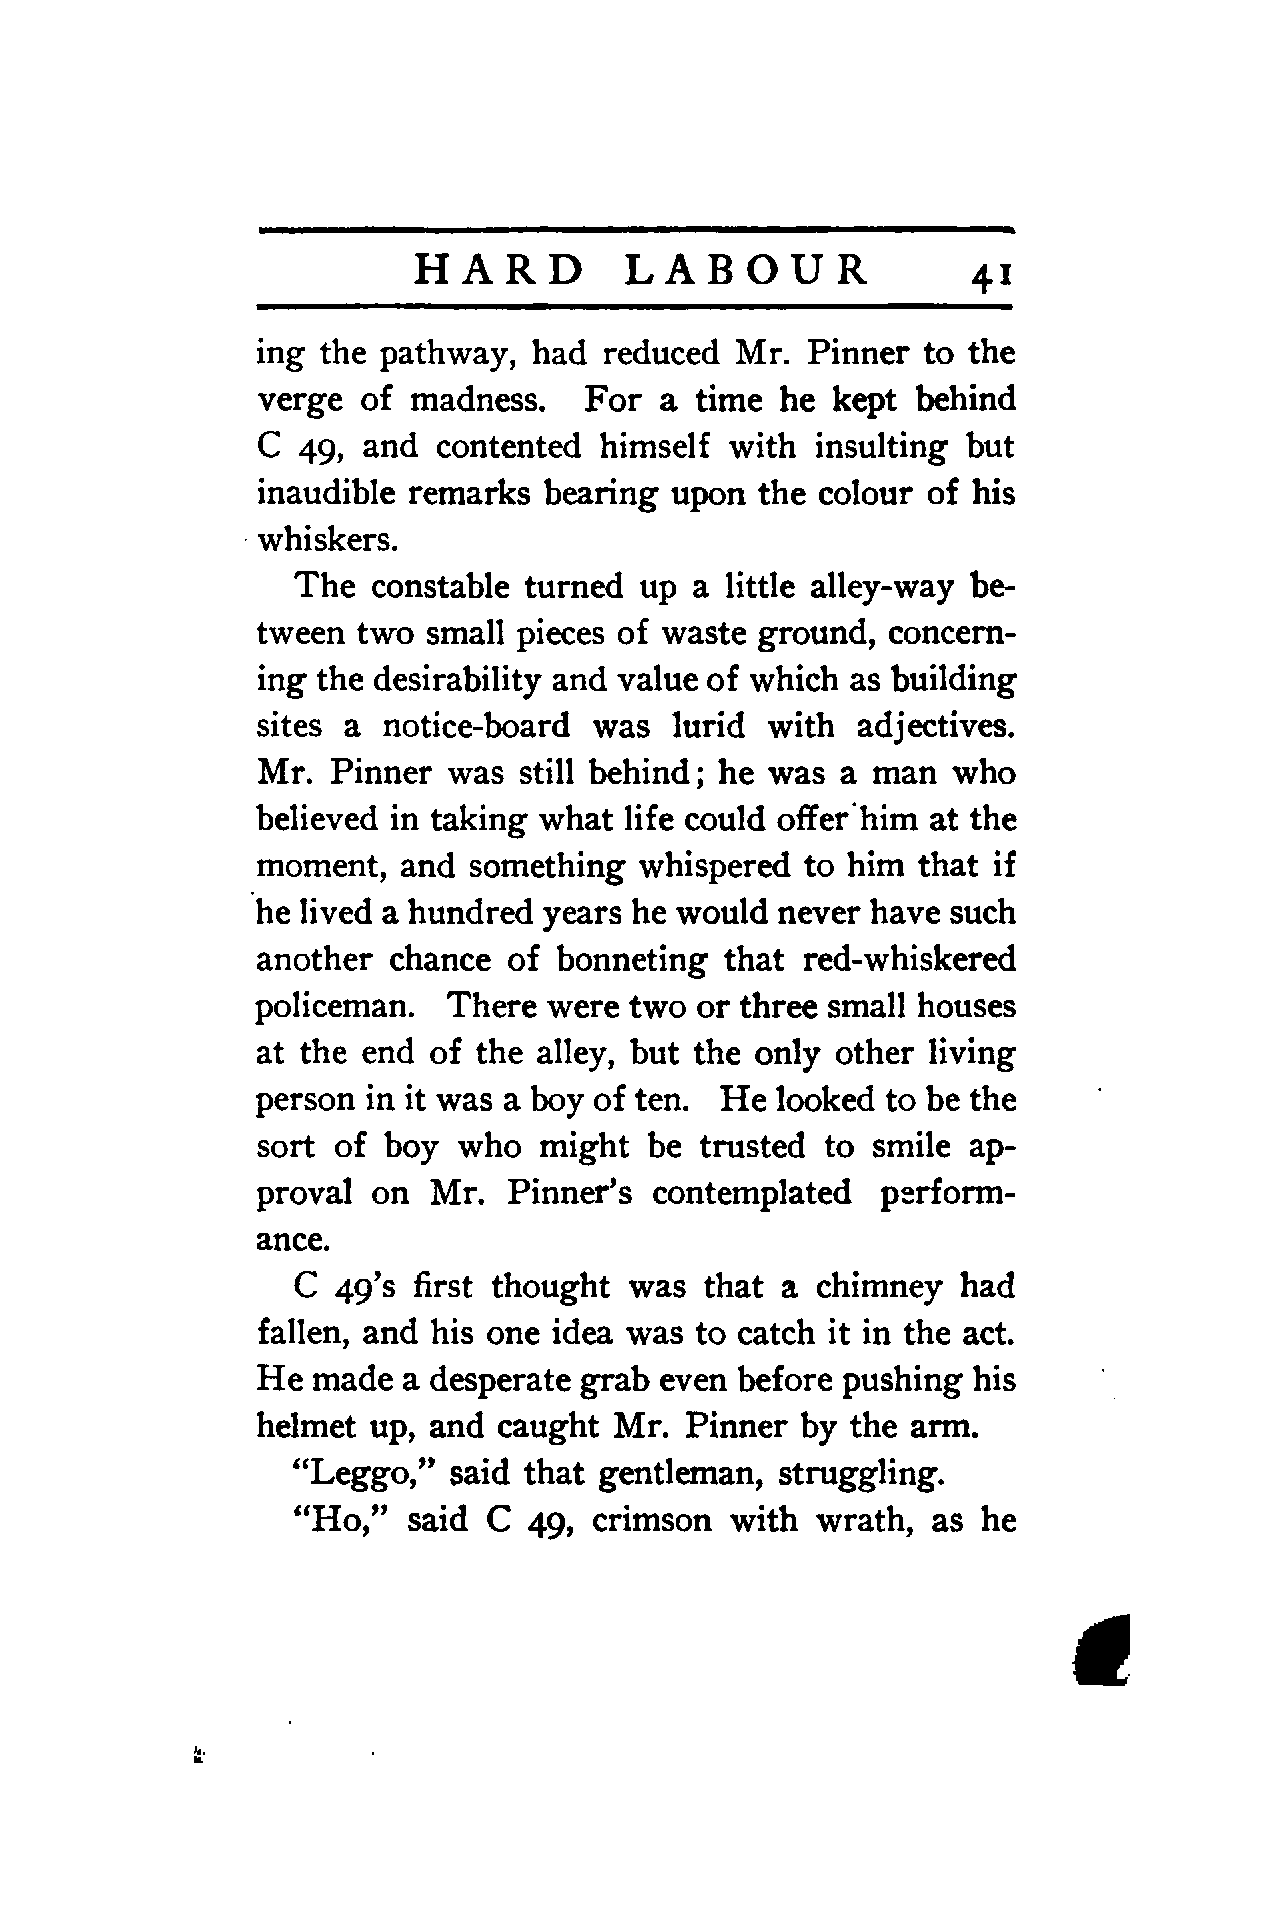 HARD LABOUR 41
ing the pathway, had reduced Mr. Pinner to the
verge of madness. For a time he kept behind
C 49, and contented himself with insulting but
inaudible remarks bearing upon the colour of his
whiskers.
The constable turned up a little alley-way be-
tween two small pieces of waste ground, concern-
ing the desirability and value of which as building
sites a notice-board was lurid with adjectives.
Mr. Pinner was still behind; he was a man who
believed in taking what life could offer him at the
moment, and something whispered to him that if
he lived a hundred years he would never have such
another chance of bonneting that red-whiskered
policeman. There were two or three small houses
at the end of the alley, but the only other living
person in it was a boy of ten. He looked to be the
sort of boy who might be trusted to smile ap-
proval on Mr. Pinner's contemplated perform-
ance.
C 49's first thought was that a chimney had
fallen, and his one idea was to catch it in the act.
He made a desperate grab even before pushing his
helmet up, and caught Mr. Pinner by the arm.
"Leggo," said that gentleman, struggling.
"Ho," said C 49, crimson with wrath, as he